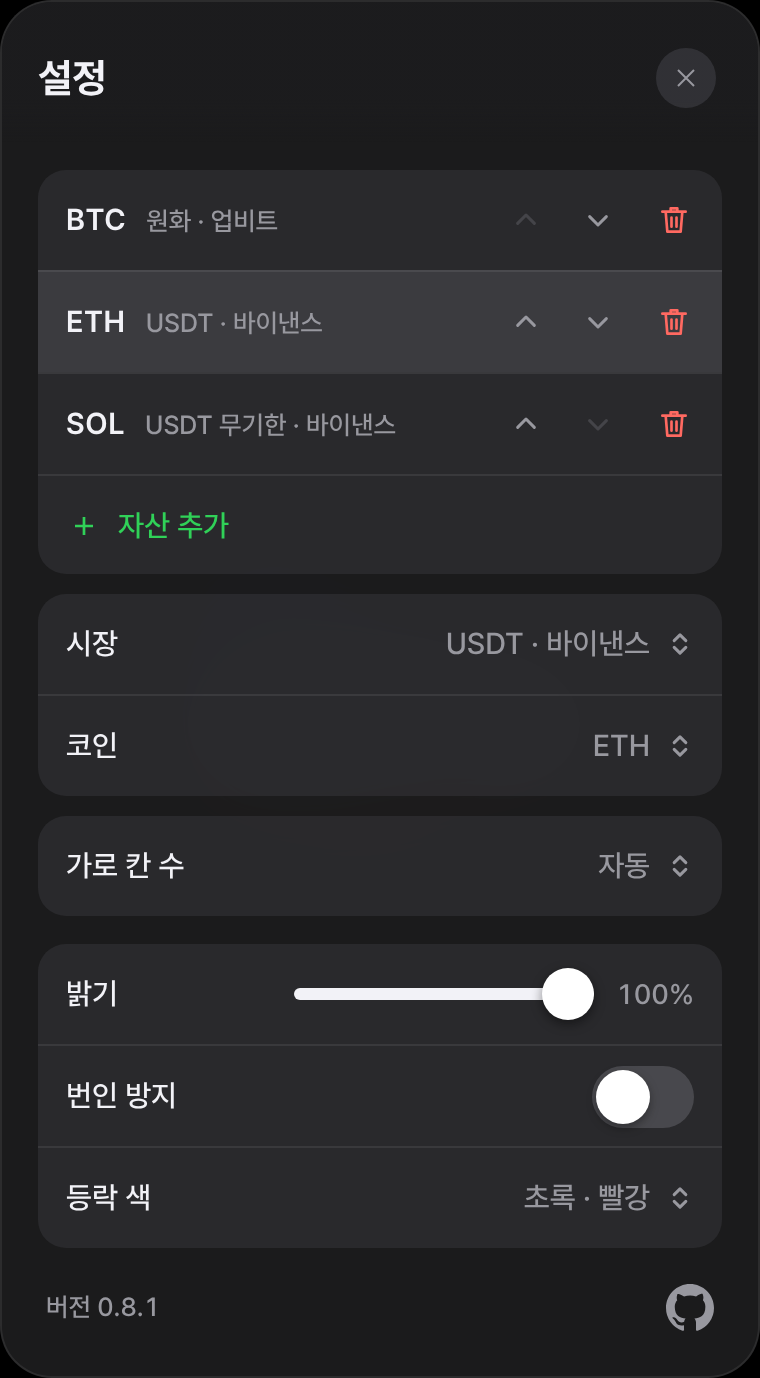 설정
BTC 원화 · 업비트
ETH USDT · 바이낸스
SOL USDT 무기한 · 바이낸스
+ 자산 추가
시장 USDT · 바이낸스
코인 ETH
가로 칸 수 자동
밝기 100%
번인 방지
등락 색 초록 · 빨강
버전 0.8.1